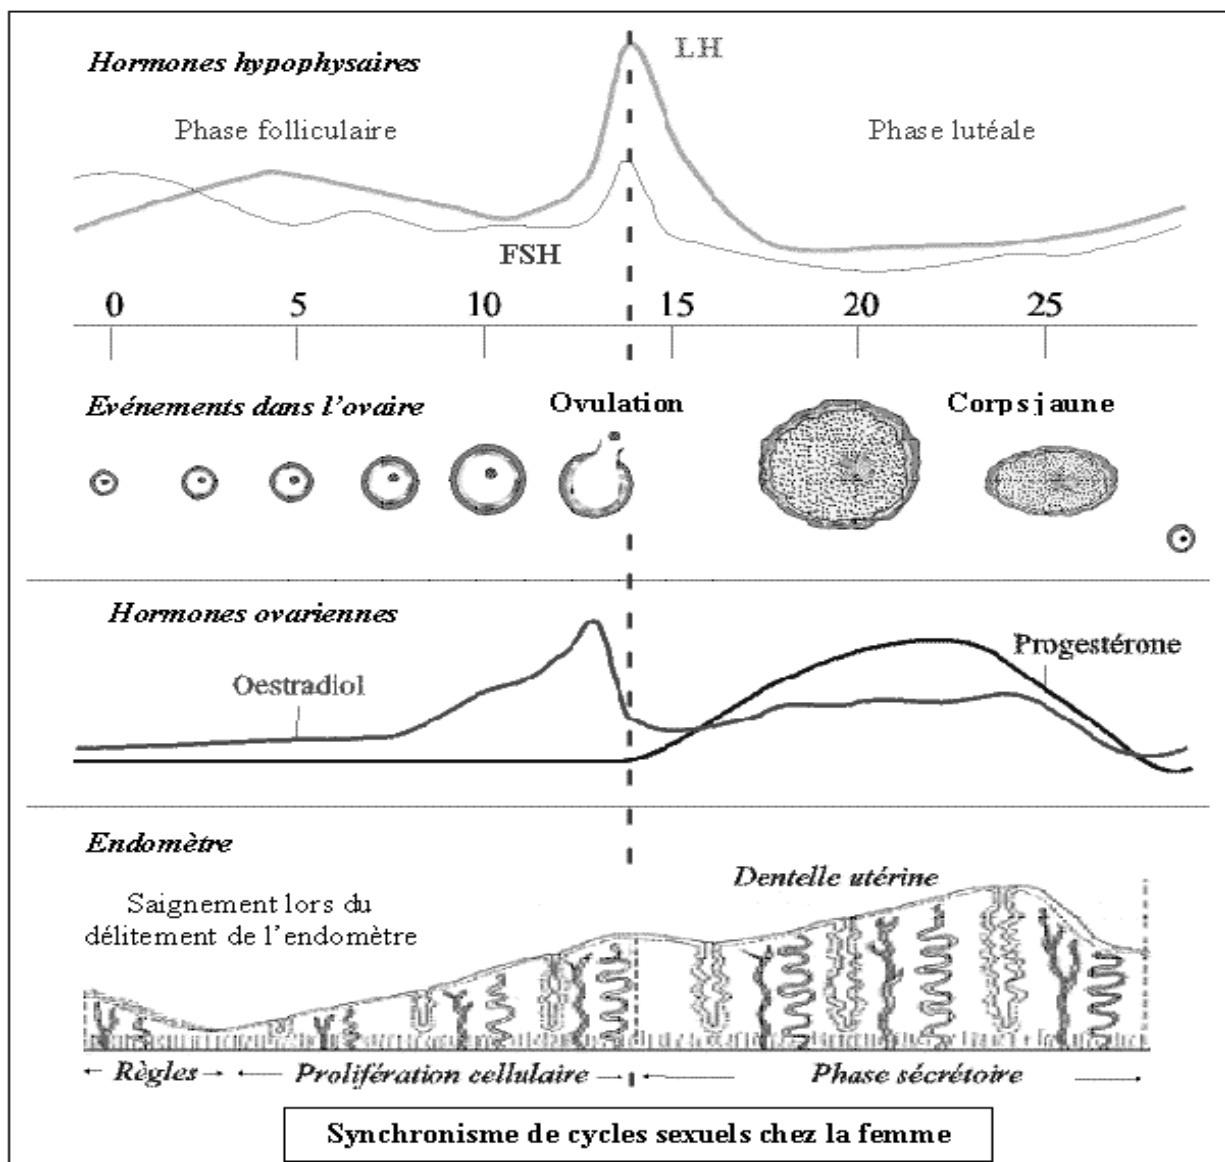 Hormones hypophysaires
LH
Phase folliculaire
Phase lutéale
FSH
0 5 10 15 20 25
Evénements dans l'ovaire
Ovulation
Corps jaune
Hormones ovariennes
Oestradiol
Progestérone
Endomètre
Dentelle utérine
Saignement lors du
délitement de l'endomètre
Règles
Prolifération cellulaire
Phase sécrétoire
Synchronisme de cycles sexuels chez la femme